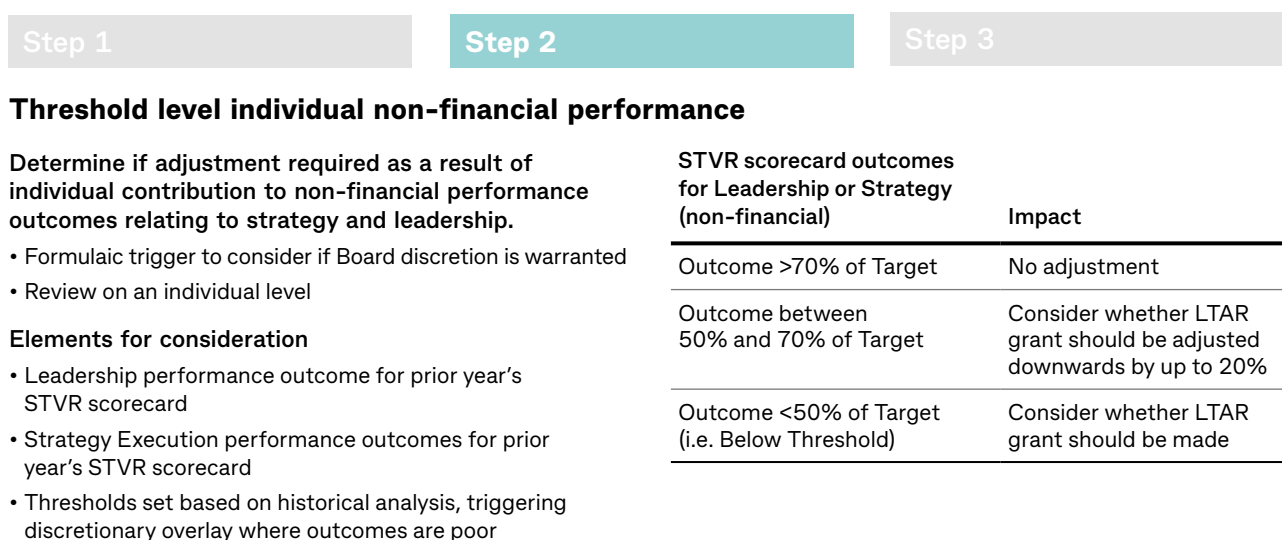 Step 1
Step 2
Step 3
Threshold level individual non-financial performance
Determine if adjustment required as a result of
individual contribution to non-financial performance
outcomes relating to strategy and leadership.
• Formulaic trigger to consider if Board discretion is warranted
• Review on an individual level
Elements for consideration
• Leadership performance outcome for prior year's
STVR scorecard
• Strategy Execution performance outcomes for prior
year's STVR scorecard
• Thresholds set based on historical analysis, triggering
discretionary overlay where outcomes are poor
STVR scorecard outcomes
for Leadership or Strategy
(non-financial)
Impact
Outcome >70% of Target
No adjustment
Outcome between
50% and 70% of Target
Consider whether LTAR
grant should be adjusted
downwards by up to 20%
Outcome <50% of Target
(i.e. Below Threshold)
Consider whether LTAR
grant should be made